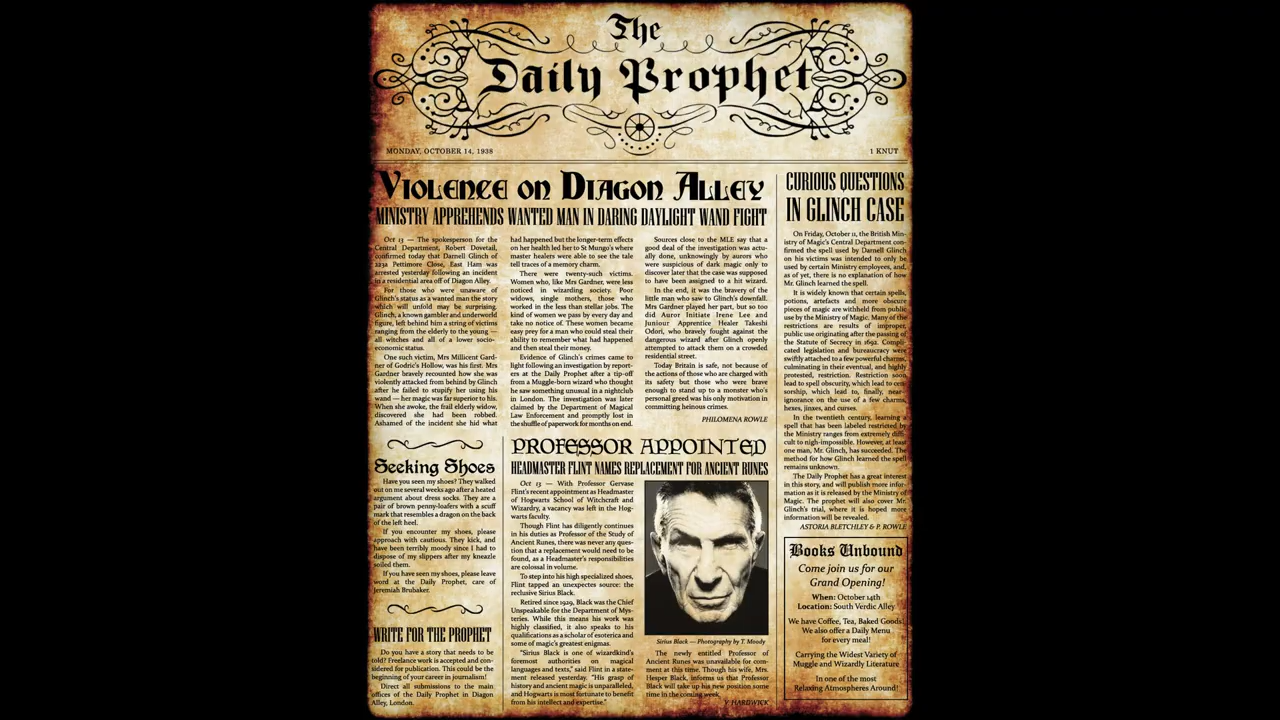 The
Daily Prophet
MONDAY, OCTOBER 14, 1938
1 KNUT
Violence on Diagon Alley
MINISTRY APPREHENDS WANTED MAN IN DARING DAYLIGHT WAND FIGHT
Oct 13 — The spokesperson for the
Central Department, Robert Dovetail,
confirmed today that Darnell Glinch of
223a Pettimore Close, East Ham was
arrested yesterday following an incident
in a residential area off of Diagon Alley
For those who were unaware of
Glinch's status as a wanted man the story
which will unfold may be surprising.
Glinch, a known gambler and underworld
figure, left behind him a string of victims
ranging from the elderly to the young —
all witches and all of a lower socio-
economic status.
One such victim, Mrs Millicent Gard-
ner of Godric's Hollow, was his first. Mrs
Gardner bravely recounted how she was
violently attacked from behind by Glinch
after he failed to stupify her using his
wand — her magic was far superior to his.
When she awoke, the frail elderly widow,
discovered she had been robbed.
Ashamed of the incident she hid what
had happened but the longer-term effects
on her health led her to St Mungo's where
master healers were able to see the tale
tell traces of a memory charm.
There were twenty-such victims.
Women who, like Mrs Gardner, were less
noticed in wizarding society. Poor
widows, single mothers, those who
worked in the less than stellar jobs. The
kind of women we pass by every day and
take no notice of. These women became
easy prey for a man who could steal their
ability to remember what had happened
and then steal their money.
Evidence of Glinch's crimes came to
light following an investigation by report-
ers at the Daily Prophet after a tip-off
from a Muggle-born wizard who thought
he saw something unusual in a nightclub
in London. The investigation was later
claimed by the Department of Magical
Law Enforcement and promptly lost in
the shuffle of paperwork for months on end.
Sources close to the MLE say that a
good deal of the investigation was actu-
ally done, unknowingly by aurors who
were suspicious of dark magic only to
discover later that the case was supposed
to have been assigned to a hit wizard.
In the end, it was the bravery of the
little man who saw to Glinch's downfall.
Mrs Gardner played her part, but so too
did Auror Initiate Irene Lee and
Juniour Apprentice Healer Takeshi
Odori, who bravely fought against the
dangerous wizard after Glinch openly
attempted to attack them on a crowded
residential street.
Today Britain is safe, not because of
the actions of those who are charged with
its safety but those who were brave
enough to stand up to a monster who's
personal greed was his only motivation in
committing heinous crimes.
PHILOMENA ROWLE
CURIOUS QUESTIONS
IN GLINCH CASE
On Friday, October 11, the British Min-
istry of Magic's Central Department con-
firmed the spell used by Darnell Glinch
on his victims was intended to only be
used by certain Ministry employees, and,
as of yet, there is no explanation of how
Mr. Glinch learned the spell.
It is widely known that certain spells,
potions, artefacts and more obscure
pieces of magic are withheld from public
use by the Ministry of Magic. Many of the
restrictions are results of improper,
public use originating after the passing of
the Statute of Secrecy in 1692. Compli-
cated legislation and bureaucracy were
swiftly attached to a few powerful charms,
culminating in their eventual, and highly
protested, restriction. Restriction soon
lead to spell obscurity, which lead to cen-
sorship, which lead to, finally, near-
ignorance on the use of a few charms,
hexes, jinxes, and curses.
In the twentieth century, learning a
spell that has been labeled restricted by
the Ministry ranges from extremely diffi-
cult to nigh-impossible. However, at least
one man, Mr. Glinch, has succeeded. The
method for how Glinch learned the spell
remains unknown.
The Daily Prophet has a great interest
in this story, and will publish more infor-
mation as it is released by the Ministry of
Magic. The prophet will also cover Mr.
Glinch's trial, where it is hoped more
information will be revealed.
ASTORIA BLETCHLEY & P. ROWLE
Seeking Shoes
Have you seen my shoes? They walked
out on me several weeks ago after a heated
argument about dress socks. They are a
pair of brown penny-loafers with a scuff
mark that resembles a dragon on the back
of the left heel.
If you encounter my shoes, please
approach with cautious. They kick, and
have been terribly moody since I had to
dispose of my slippers after my kneazle
soiled them.
If you have seen my shoes, please leave
word at the Daily Prophet, care of
Jeremiah Brubaker.
WRITE FOR THE PROPHET
Do you have a story that needs to be
told? Freelance work is accepted and con-
sidered for publication. This could be the
beginning of your career in journalism!
Direct all submissions to the main
offices of the Daily Prophet in Diagon
Alley, London.
PROFESSOR APPOINTED
HEADMASTER FLINT NAMES REPLACEMENT FOR ANCIENT RUNES
Oct 13 — With Professor Gervase
Flint's recent appointment as Headmaster
of Hogwarts School of Witchcraft and
Wizardry, a vacancy was left in the Hog-
warts faculty.
Though Flint has diligently continues
in his duties as Professor of the Study of
Ancient Runes, there was never any ques-
tion that a replacement would need to be
found, as a Headmaster's responsibilities
are colossal in volume.
To step into his high specialized shoes,
Flint tapped an unexpectes source: the
reclusive Sirius Black.
Retired since 1929, Black was the Chief
Unspeakable for the Department of Mys-
teries. While this means his work was
highly classified, it also speaks to his
qualifications as a scholar of esoterica and
some of magic's greatest enigmas.
"Sirius Black is one of wizardkind's
foremost authorities on magical
languages and texts," said Flint in a state-
ment released yesterday. "His grasp of
history and ancient magic is unparalleled,
and Hogwarts is most fortunate to benefit
from his intellect and expertise."
Sirius Black — Photography by T. Moody
The newly entitled Professor of
Ancient Runes was unavailable for com-
ment at this time. Though his wife, Mrs.
Hesper Black, informs us that Professor
Black will take up his new position some
time in the coming week.
V. HARDWICK
Books Unbound
Come join us for our
Grand Opening!
When: October 14th
Location: South Verdic Alley
We have Coffee, Tea, Baked Goods!
We also offer a Daily Menu
for every meal!
Carrying the Widest Variety of
Muggle and Wizardly Literature
In one of the most
Relaxing Atmospheres Around!